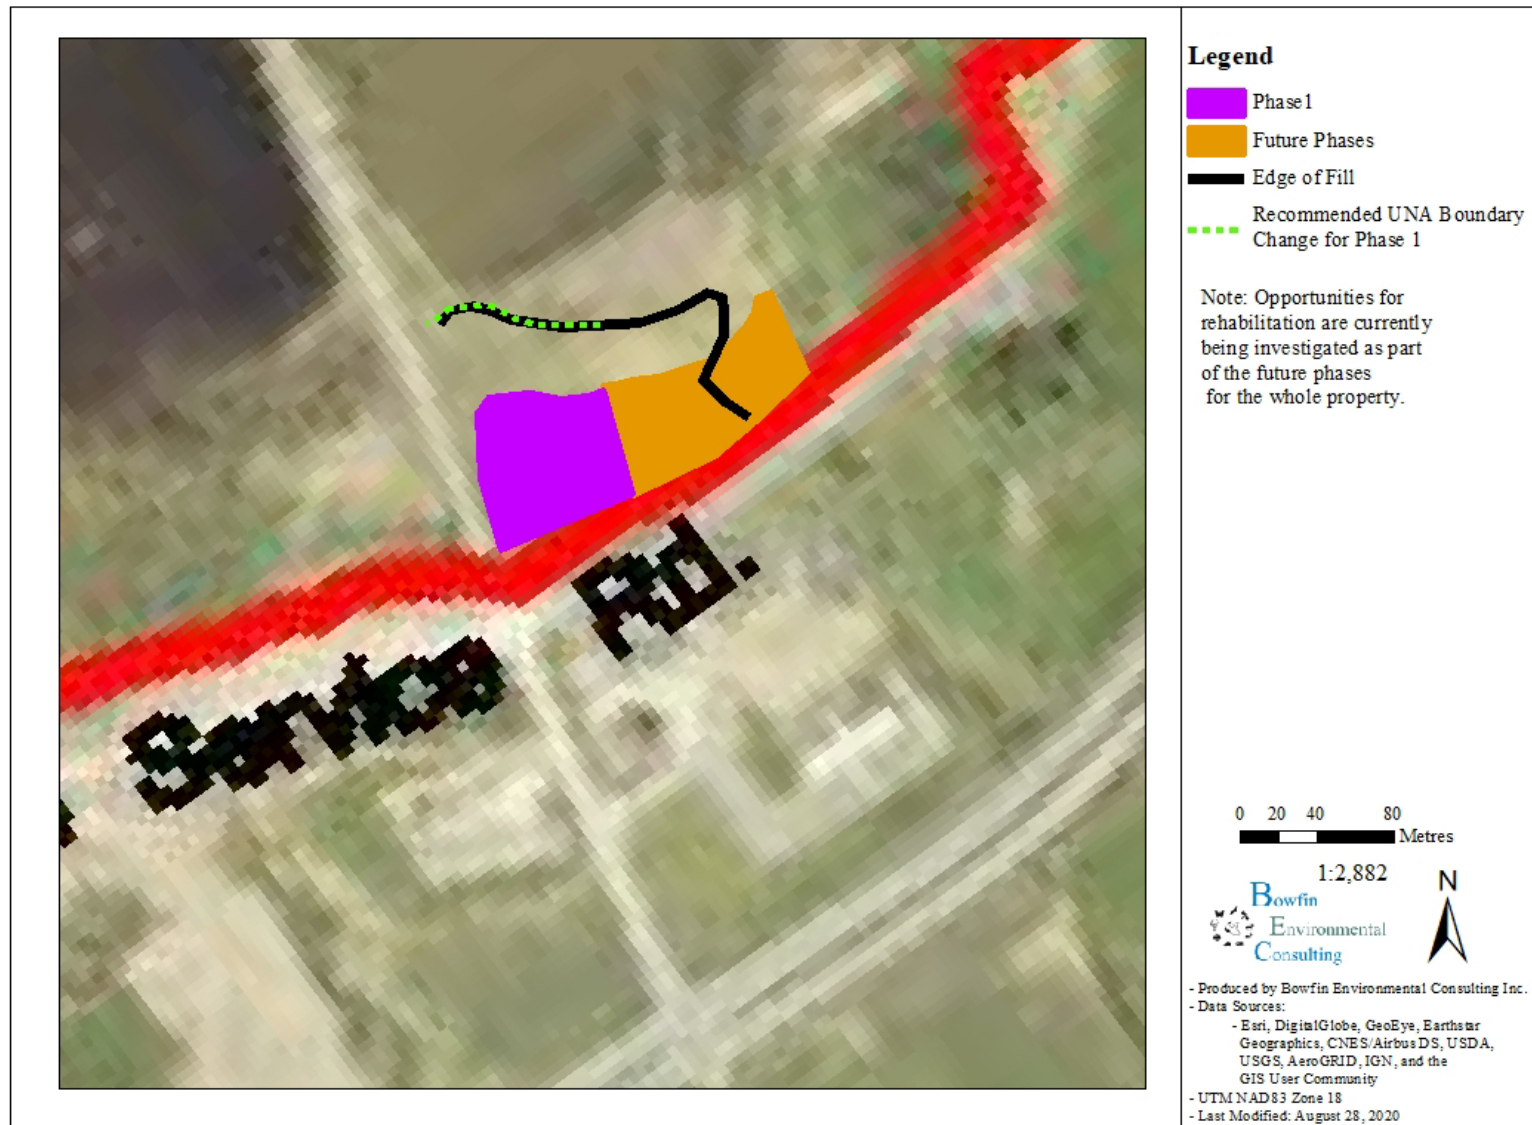 Legend
Phase1
Future Phases
Edge of Fill
Recommended UNA Boundary
Change for Phase 1
Note: Opportunities for
rehabilitation are currently
being investigated as part
of the future phases
for the whole property.
Service Rd.
0 20 40 80
Metres
1:2,882
N
Bowfin
Environmental
Consulting
- Produced by Bowfin Environmental Consulting Inc.
- Data Sources:
- Esri, DigitalGlobe, GeoEye, Earthstar
Geographics, CNES/Airbus DS, USDA,
USGS, AeroGRID, IGN, and the
GIS User Community
- UTM NAD83 Zone 18
- Last Modified: August 28, 2020